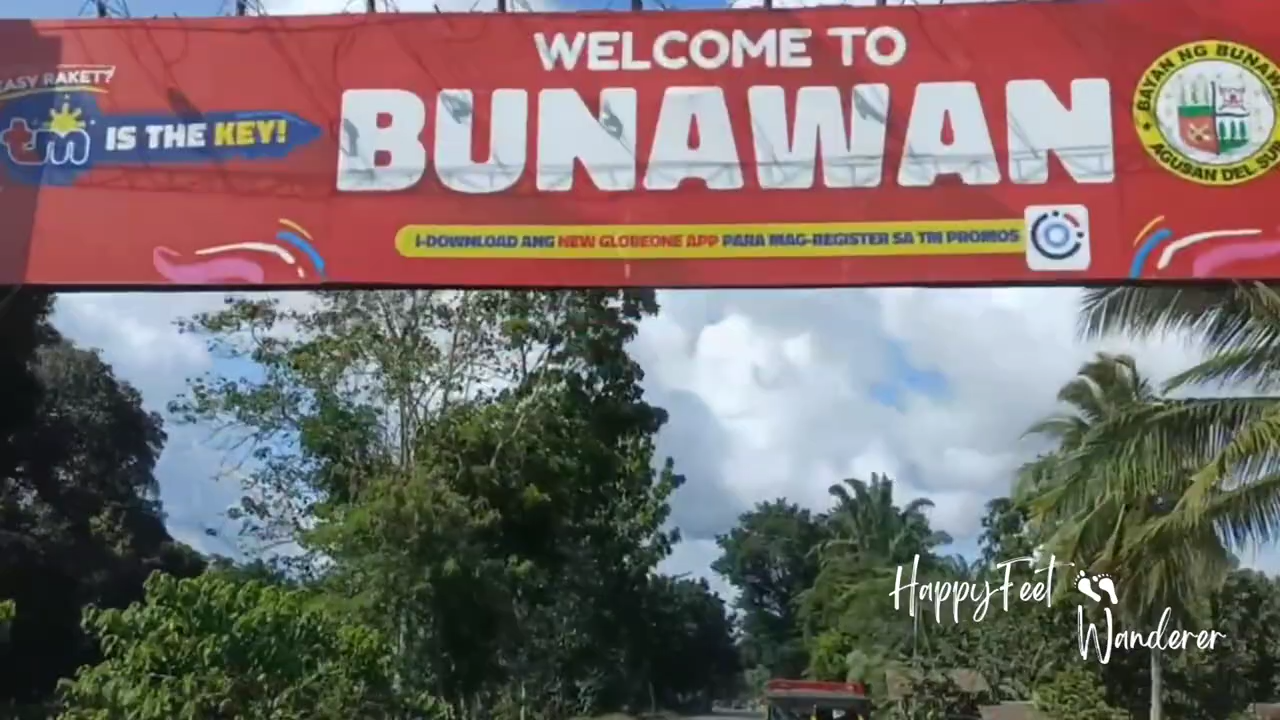 WELCOME TO
BUNAWAN
EASY RAKET?
tm IS THE KEY!
I-DOWNLOAD ANG NEW GLOBEONE APP PARA MAG-REGISTER SA TM PROMOS
BAYAN NG BUNAWAN
AGUSAN DEL SUR
HappyFeet
Wanderer